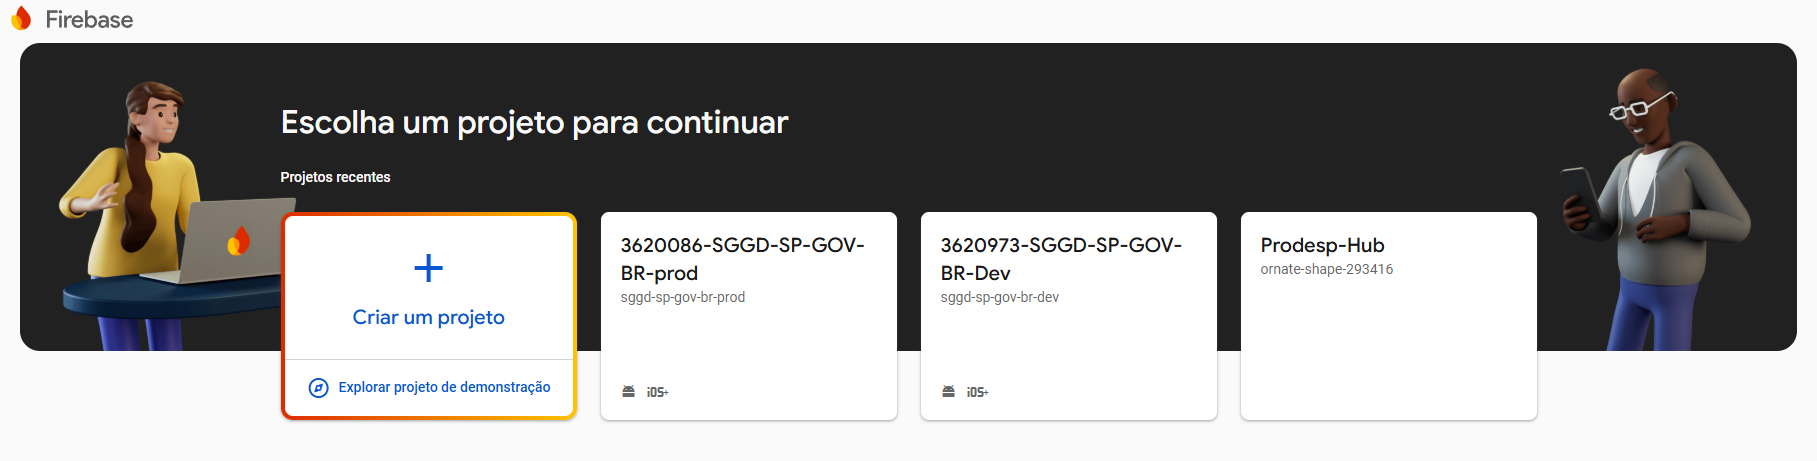 Firebase
Escolha um projeto para continuar
Projetos recentes
Criar um projeto
Explorar projeto de demonstração
3620086-SGGD-SP-GOV-
BR-prod
sggd-sp-gov-br-prod
iOS+
3620973-SGGD-SP-GOV-
BR-Dev
sggd-sp-gov-br-dev
iOS+
Prodesp-Hub
ornate-shape-293416